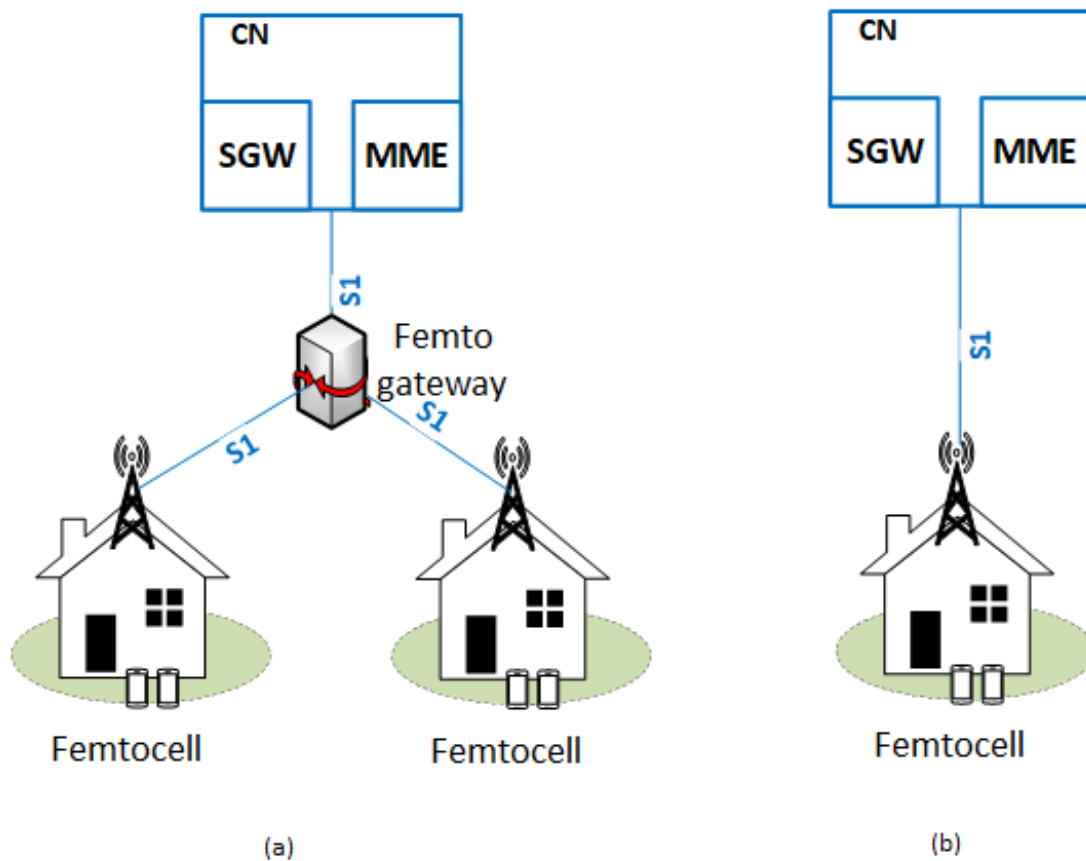 CN
SGW
MME
S1
Femto
gateway
S1
S1
Femtocell
Femtocell
(a)
CN
SGW
MME
S1
Femtocell
(b)